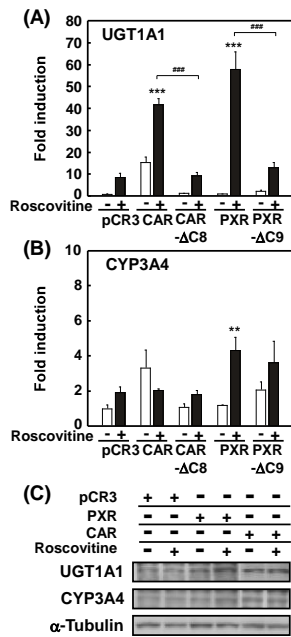 (A)
UGT1A1
Fold induction
80
70
60
50
40
30
20
10
0
***
###
***
###
Roscovitine - + - + - + - + - +
pCR3 CAR CAR PXR PXR
-ΔC8 -ΔC9
(B)
CYP3A4
Fold induction
10
8
6
4
2
0
**
Roscovitine - + - + - + - + - +
pCR3 CAR CAR PXR PXR
-ΔC8 -ΔC9
(C)
pCR3 + + - - - -
PXR - - + + - -
CAR - - - - + +
Roscovitine - + - + - +
UGT1A1
CYP3A4
α-Tubulin